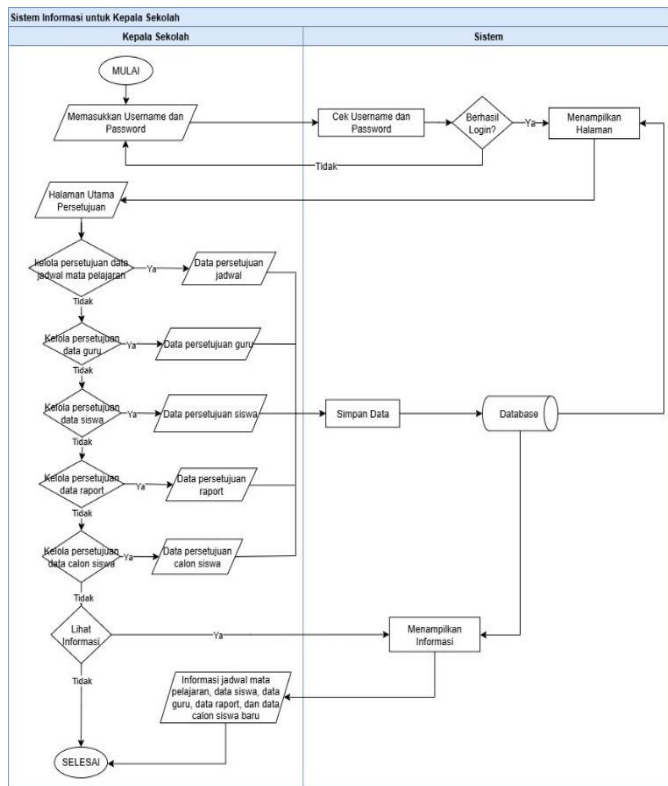 Sistem Informasi untuk Kepala Sekolah
Kepala Sekolah
Sistem
MULAI
Memasukkan Username dan
Password
Cek Username dan
Password
Berhasil
Login?
Ya
Menampilkan
Halaman
Tidak
Halaman Utama
Persetujuan
kelola persetujuan data
jadwal mata pelajaran
Ya
Data persetujuan
jadwal
Tidak
Kelola persetujuan
data guru
Ya
Data persetujuan guru
Tidak
Kelola persetujuan
data siswa
Ya
Data persetujuan siswa
Simpan Data
Database
Tidak
Kelola persetujuan
data raport
Ya
Data persetujuan
raport
Tidak
Kelola persetujuan
data calon siswa
Ya
Data persetujuan
calon siswa
Tidak
Lihat
Informasi
Ya
Menampilkan
Informasi
Tidak
Informasi jadwal mata
pelajaran, data siswa, data
guru, data raport, dan data
calon siswa baru
SELESAI